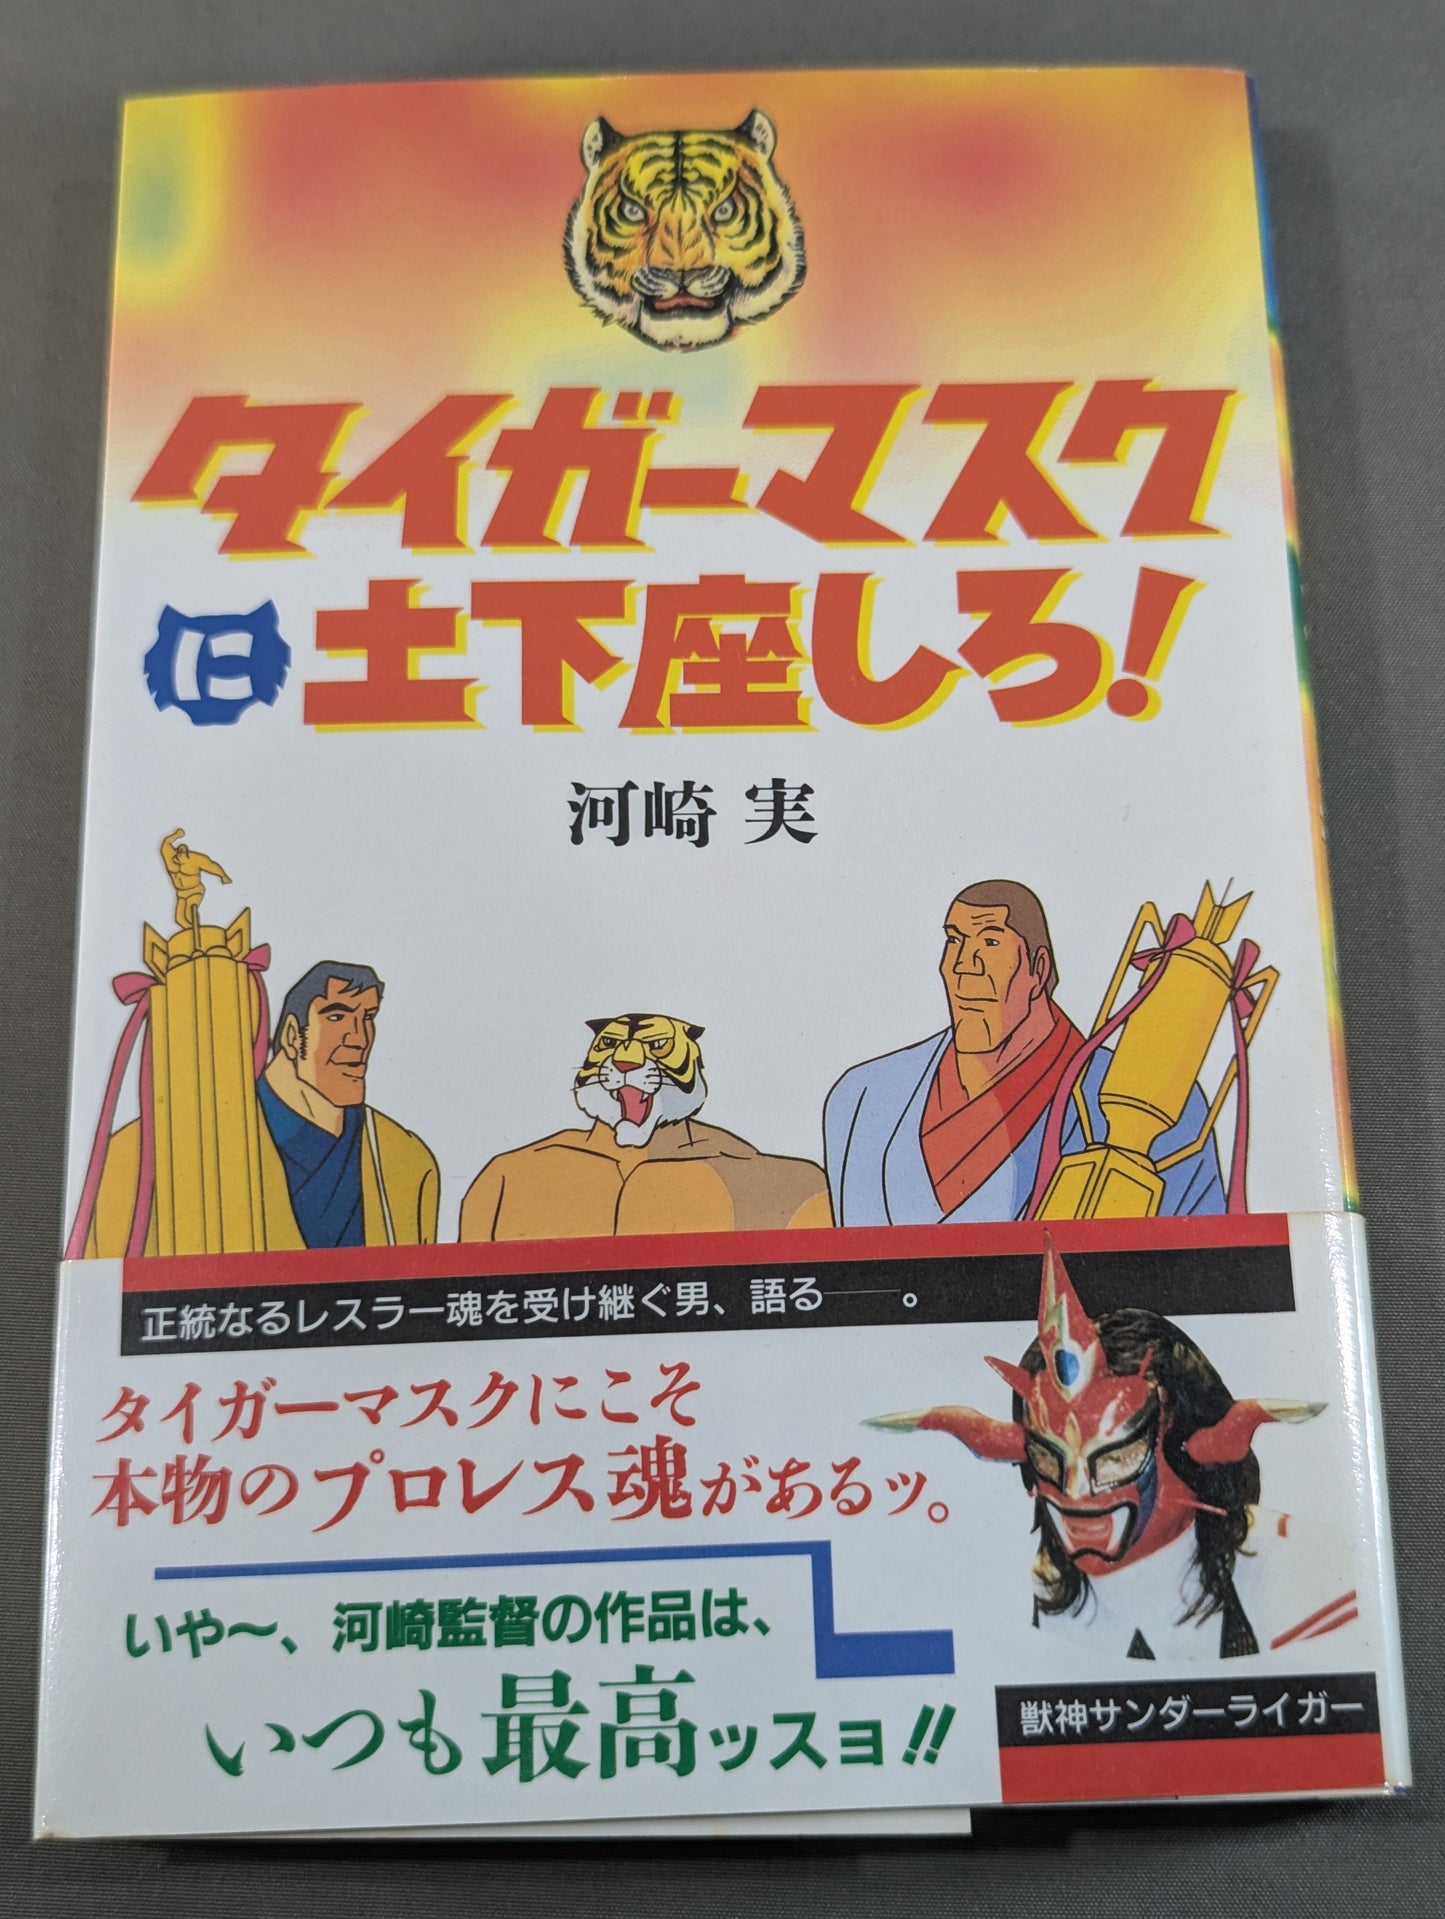 タイガーマスク
に土下座しろ!
河崎 実
正統なるレスラー魂を受け継ぐ男、語る――。
タイガーマスクにこそ
本物のプロレス魂があるッ。
いや〜、河崎監督の作品は、
いつも最高ッスョ!!
獣神サンダーライガー